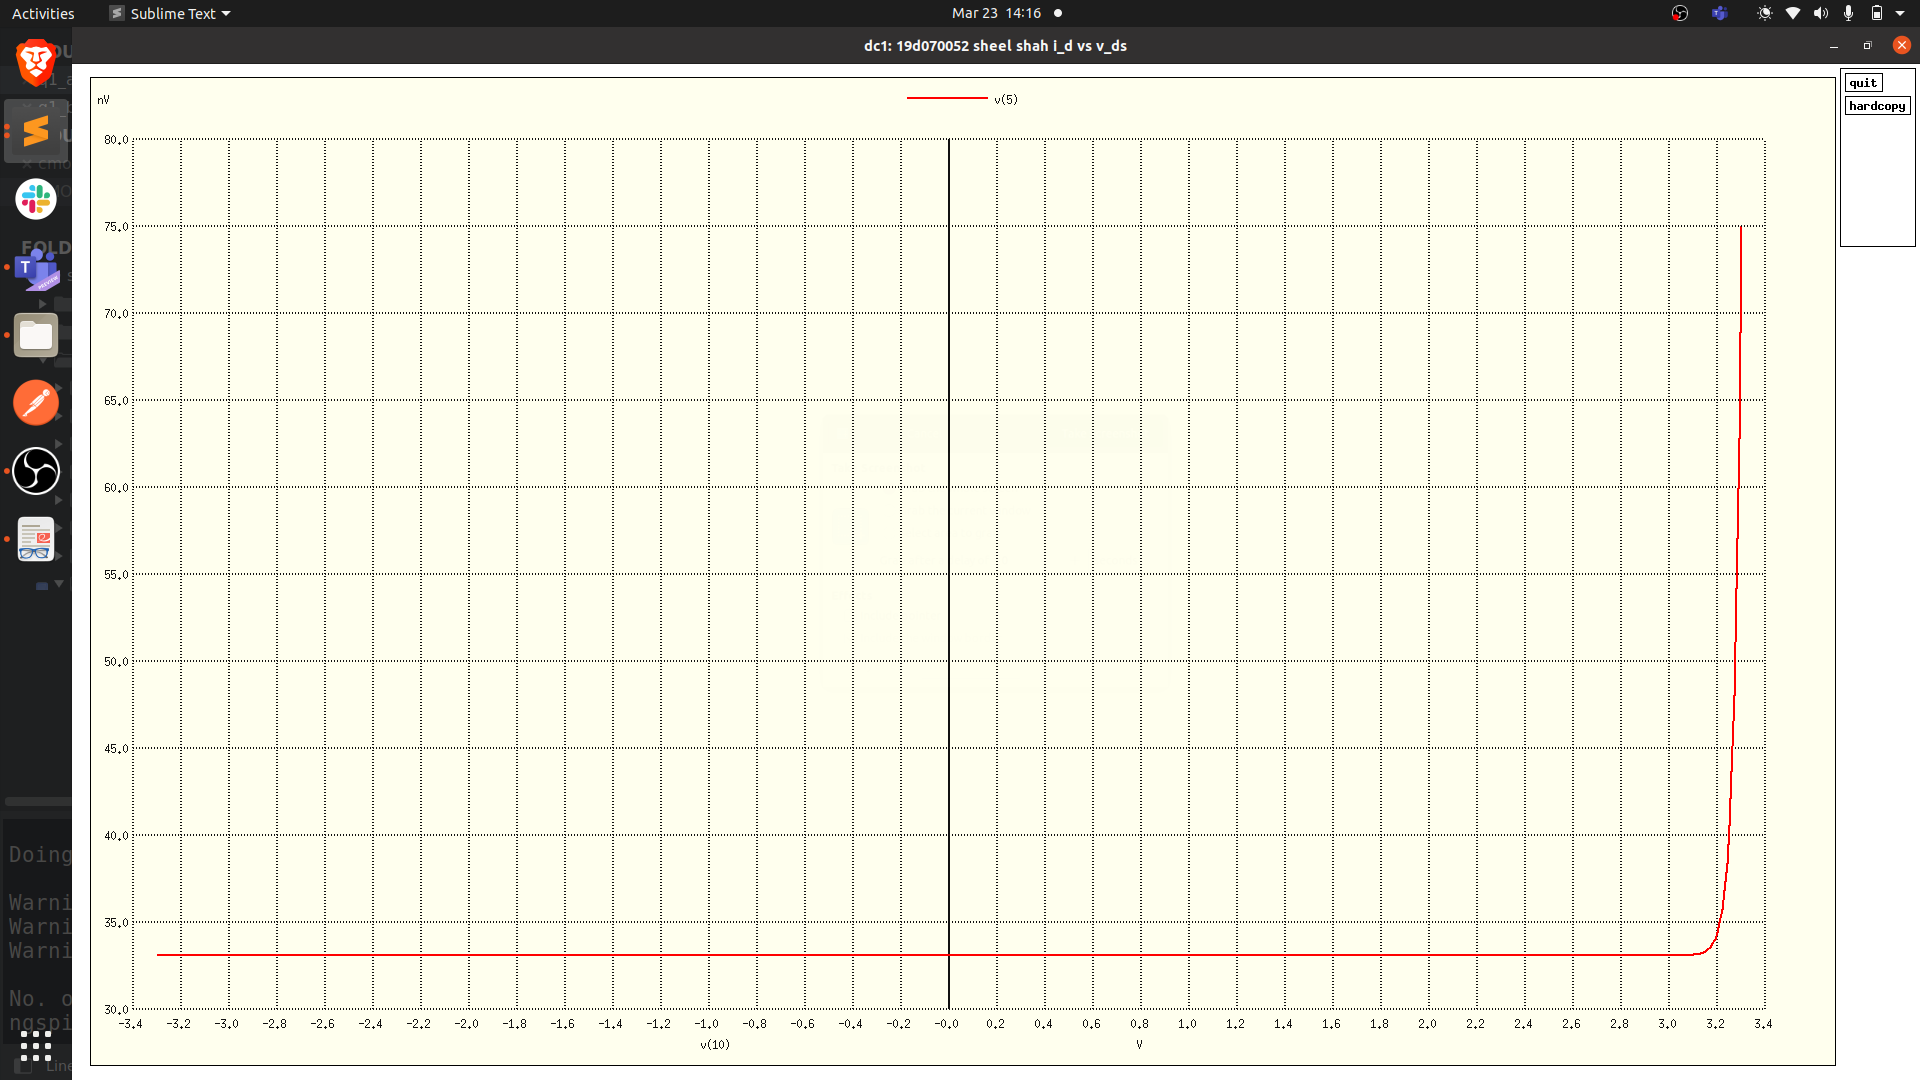 Activities
Sublime Text
Mar 23 14:16
dc1: 19d070052 sheel shah i_d vs v_ds
quit
hardcopy
nV
v(5)
80.0
75.0
70.0
65.0
60.0
55.0
50.0
45.0
40.0
35.0
30.0
-3.4 -3.2 -3.0 -2.8 -2.6 -2.4 -2.2 -2.0 -1.8 -1.6 -1.4 -1.2 -1.0 -0.8 -0.6 -0.4 -0.2 -0.0 0.2 0.4 0.6 0.8 1.0 1.2 1.4 1.6 1.8 2.0 2.2 2.4 2.6 2.8 3.0 3.2 3.4
v(10)
V
FOLD
T
PREVIEW
Doing
Warni
Warni
Warni
No. o
ngspi
Line